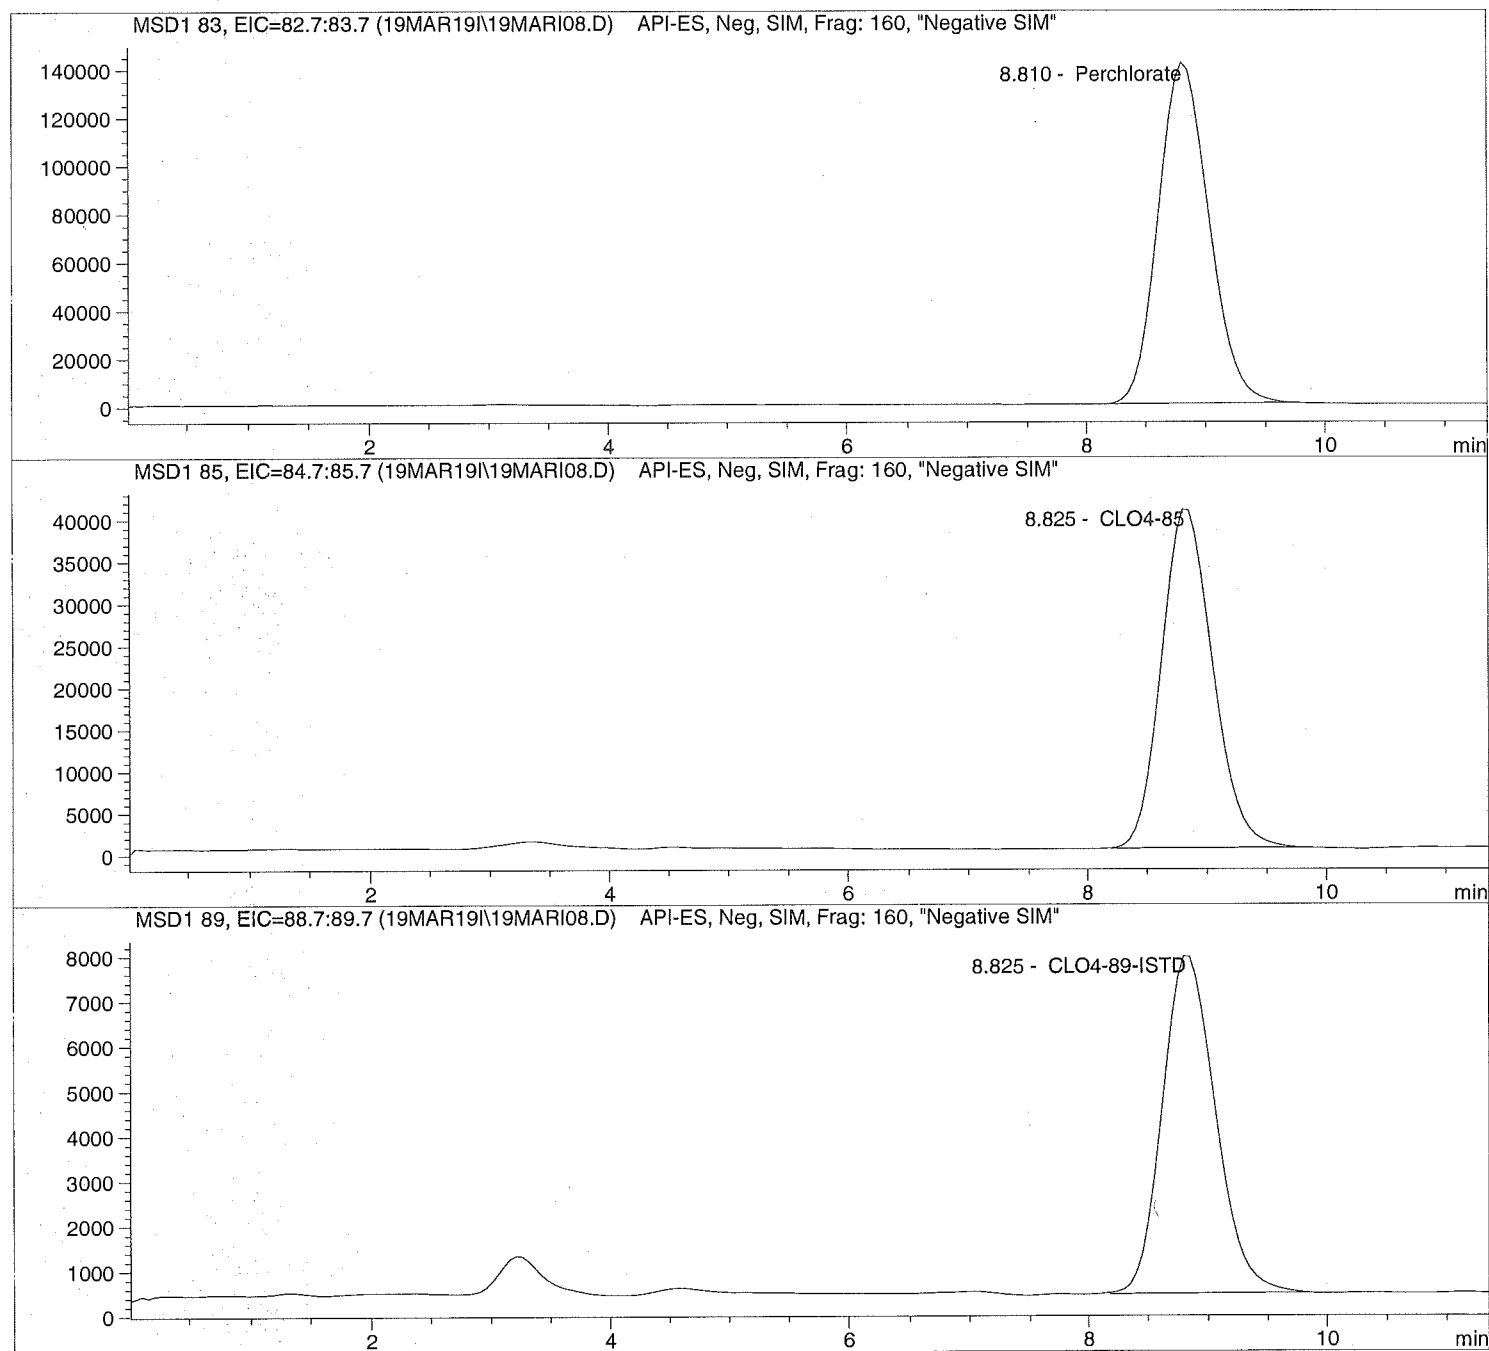 MSD1 83, EIC=82.7:83.7 (19MAR19I\19MARI08.D) API-ES, Neg, SIM, Frag: 160, "Negative SIM"
8.810 - Perchlorate
140000
120000
100000
80000
60000
40000
20000
0
2 4 6 8 10 min
MSD1 85, EIC=84.7:85.7 (19MAR19I\19MARI08.D) API-ES, Neg, SIM, Frag: 160, "Negative SIM"
8.825 - CLO4-85
40000
35000
30000
25000
20000
15000
10000
5000
0
2 4 6 8 10 min
MSD1 89, EIC=88.7:89.7 (19MAR19I\19MARI08.D) API-ES, Neg, SIM, Frag: 160, "Negative SIM"
8.825 - CLO4-89-ISTD
8000
7000
6000
5000
4000
3000
2000
1000
0
2 4 6 8 10 min